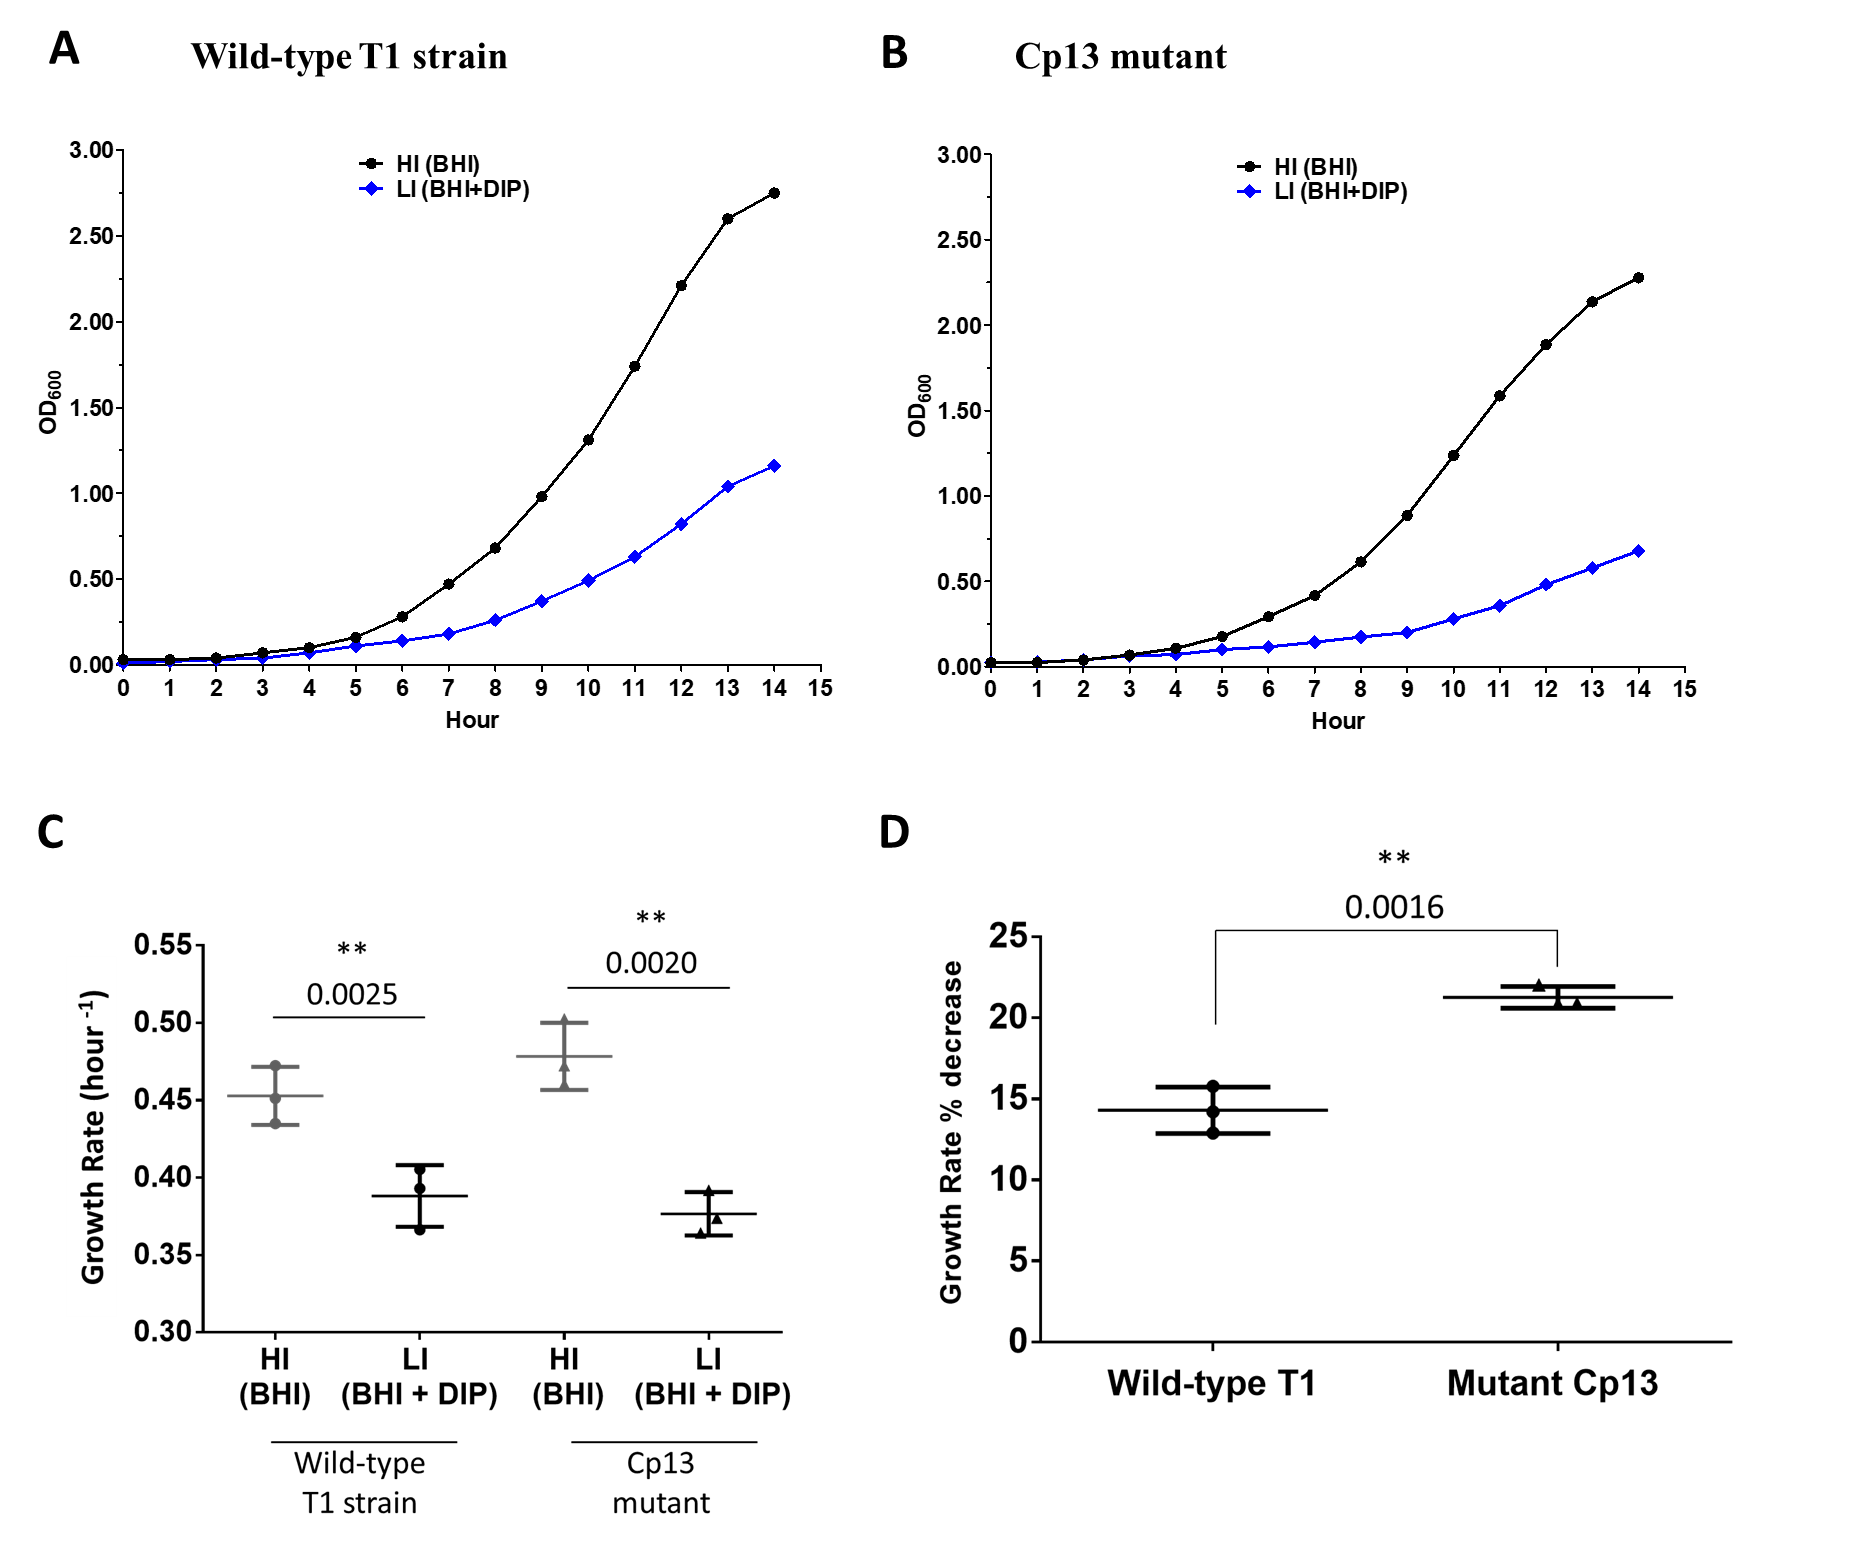 A
Wild-type T1 strain
3.00
2.50
2.00
1.50
1.00
0.50
0.00
OD600
HI (BHI)
LI (BHI+DIP)
0 1 2 3 4 5 6 7 8 9 10 11 12 13 14 15
Hour
B
Cp13 mutant
3.00
2.50
2.00
1.50
1.00
0.50
0.00
OD600
HI (BHI)
LI (BHI+DIP)
0 1 2 3 4 5 6 7 8 9 10 11 12 13 14 15
Hour
C
**
0.0025
**
0.0020
0.55
0.50
0.45
0.40
0.35
0.30
Growth Rate (hour -1)
HI LI HI LI
(BHI) (BHI + DIP) (BHI) (BHI + DIP)
Wild-type Cp13
T1 strain mutant
D
**
0.0016
25
20
15
10
5
0
Growth Rate % decrease
Wild-type T1 Mutant Cp13